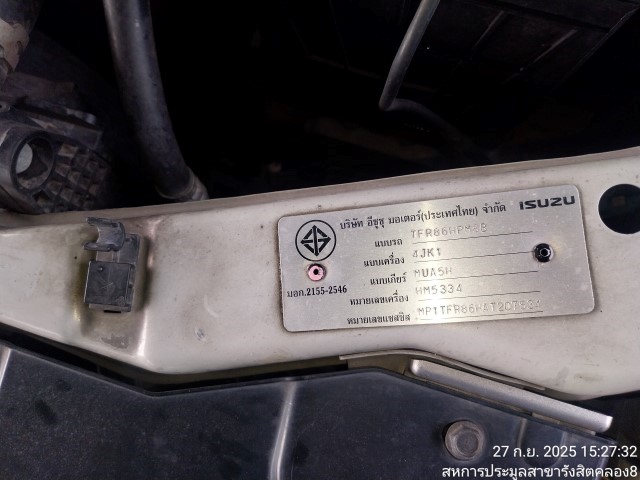 บริษัท อีซูซุ มอเตอร์(ประเทศไทย) จำกัด ISUZU
แบบรถ
แบบเครื่อง 4JK1
แบบเกียร์ MUA5H
มอก.2155-2546
หมายเลขเครื่อง HM5334
หมายเลขแชสซิส
27 ก.ย. 2025 15:27:32
สหการประมูลสาขารังสิตคลอง8